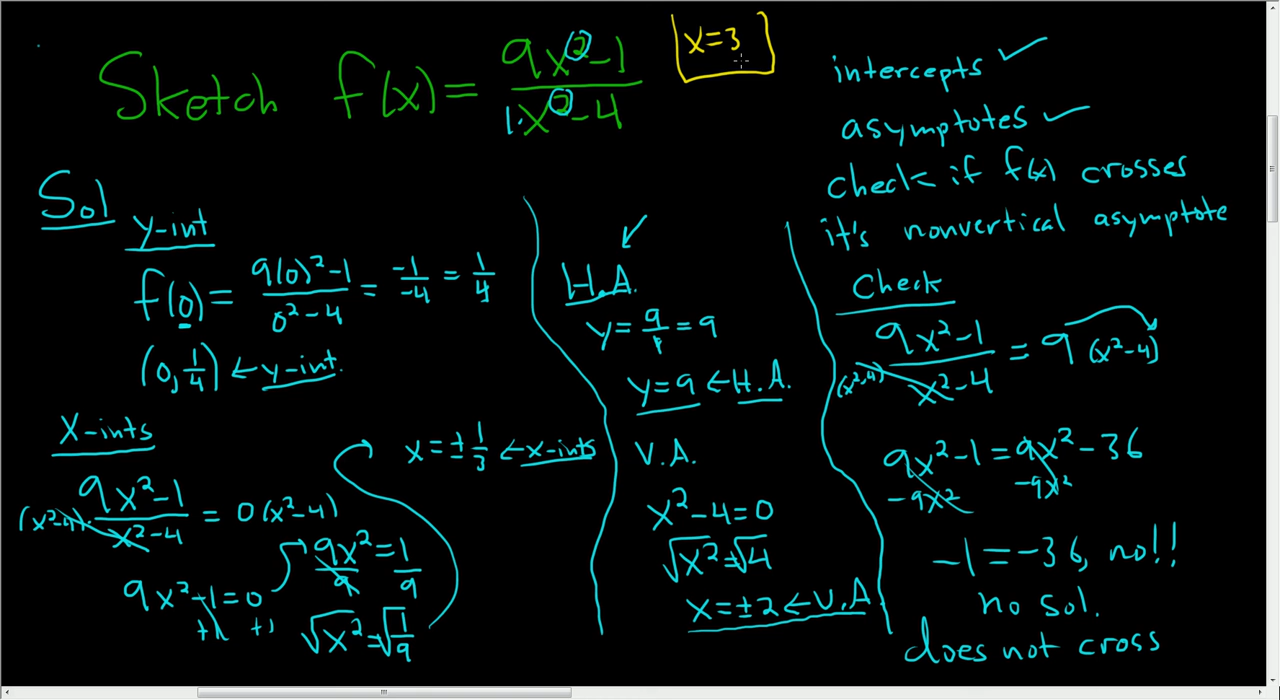 Sketch f(x) = (9x² - 1)/(1·x² - 4)
x = 3
intercepts ✓
asymptotes ✓
check if f(x) crosses
it's nonvertical asymptote
Sol
y-int
f(0) = (9(0)² - 1)/(0² - 4) = -1/-4 = 1/4
(0, 1/4) ← y-int
X-ints
(x²-4)· (9x² - 1)/(x² - 4) = 0(x² - 4)
9x² - 1 = 0
+1 +1
9x²/9 = 1/9
√x² = √(1/9)
x = ± 1/3 ← x-ints
H.A.
y = 9/1 = 9
y = 9 ← H.A.
V.A.
x² - 4 = 0
√x² = √4
x = ±2 ← V.A
Check
(x²-4) (9x² - 1)/(x² - 4) = 9 (x² - 4)
9x² - 1 = 9x² - 36
-9x² -9x²
-1 = -36, no!!
no sol.
does not cross